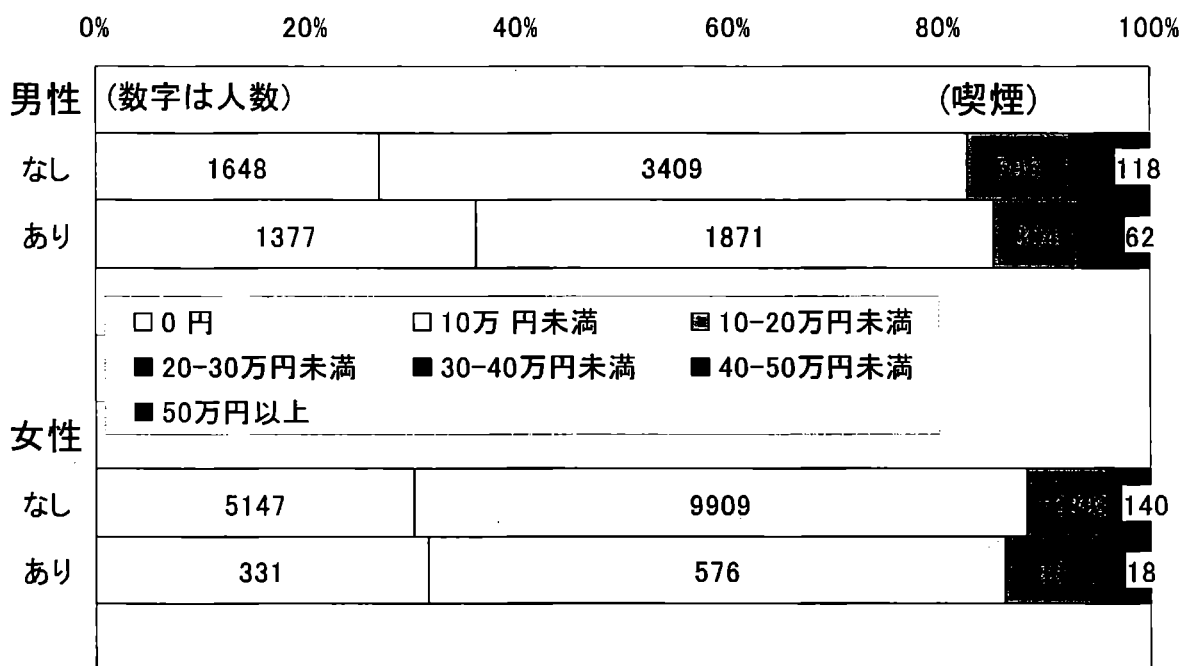 0% 20% 40% 60% 80% 100%
男性 (数字は人数) (喫煙)
なし 1648 3409 118
あり 1377 1871 62
□0 円 □10万 円未満 ▣10-20万円未満
■20-30万円未満 ■30-40万円未満 ■40-50万円未満
■50万円以上
女性
なし 5147 9909 140
あり 331 576 18